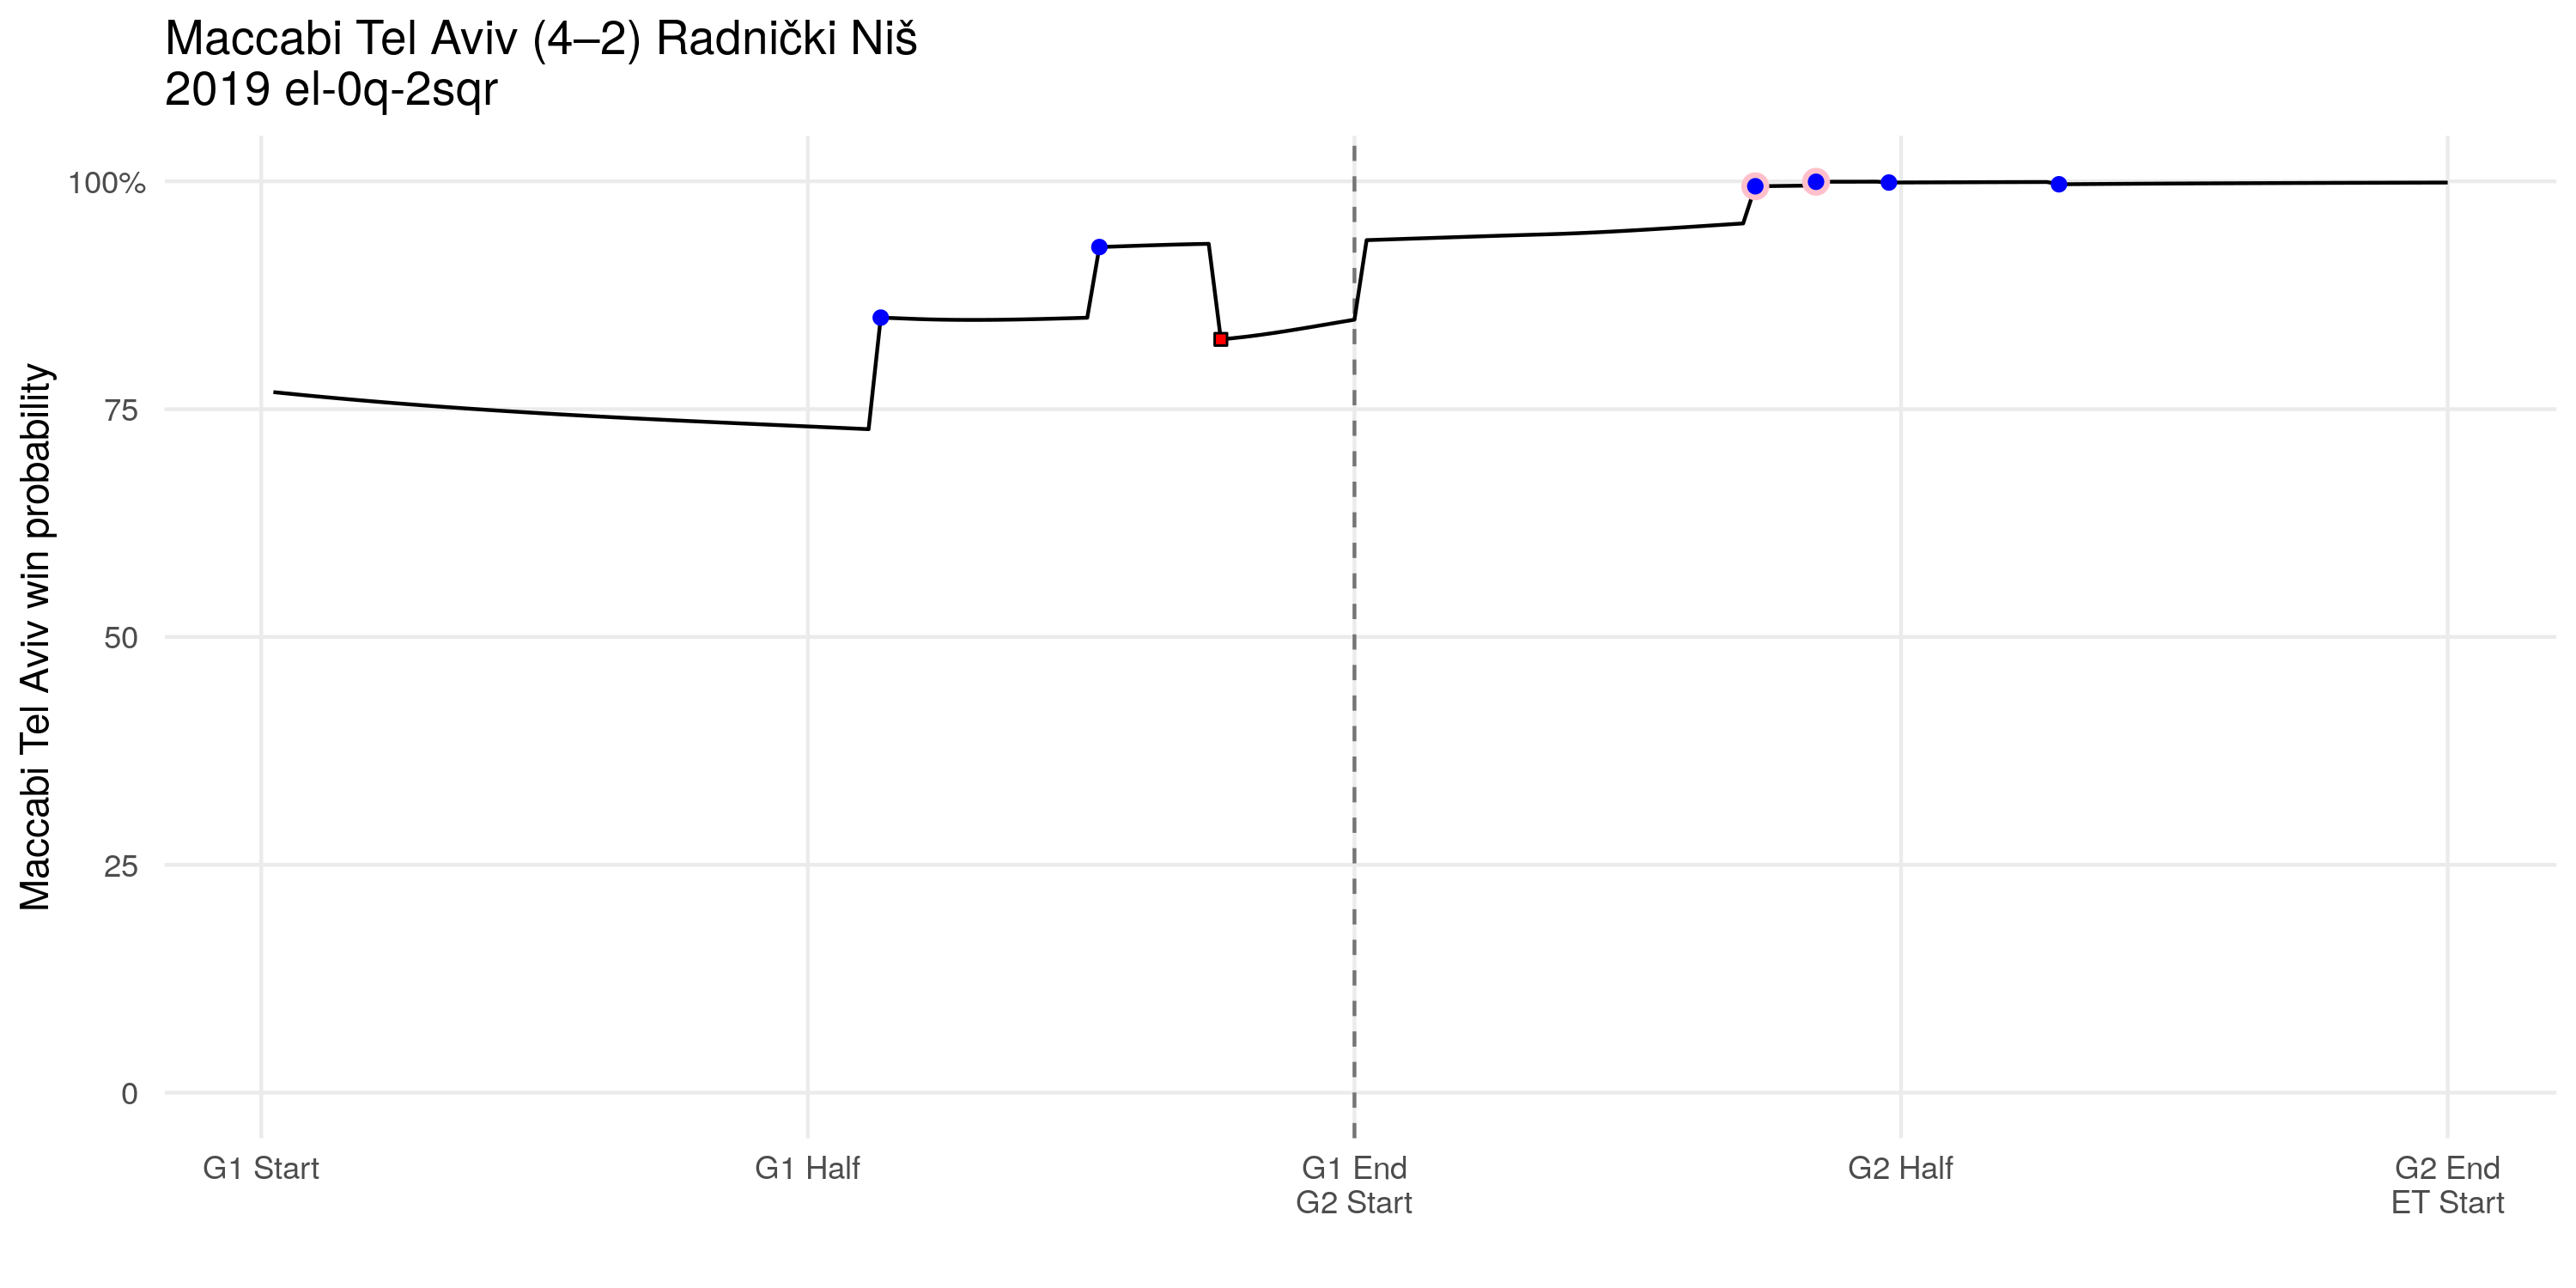 Maccabi Tel Aviv (4–2) Radnički Niš
2019 el-0q-2sqr
Maccabi Tel Aviv win probability
100%
75
50
25
0
G1 Start
G1 Half
G1 End
G2 Start
G2 Half
G2 End
ET Start